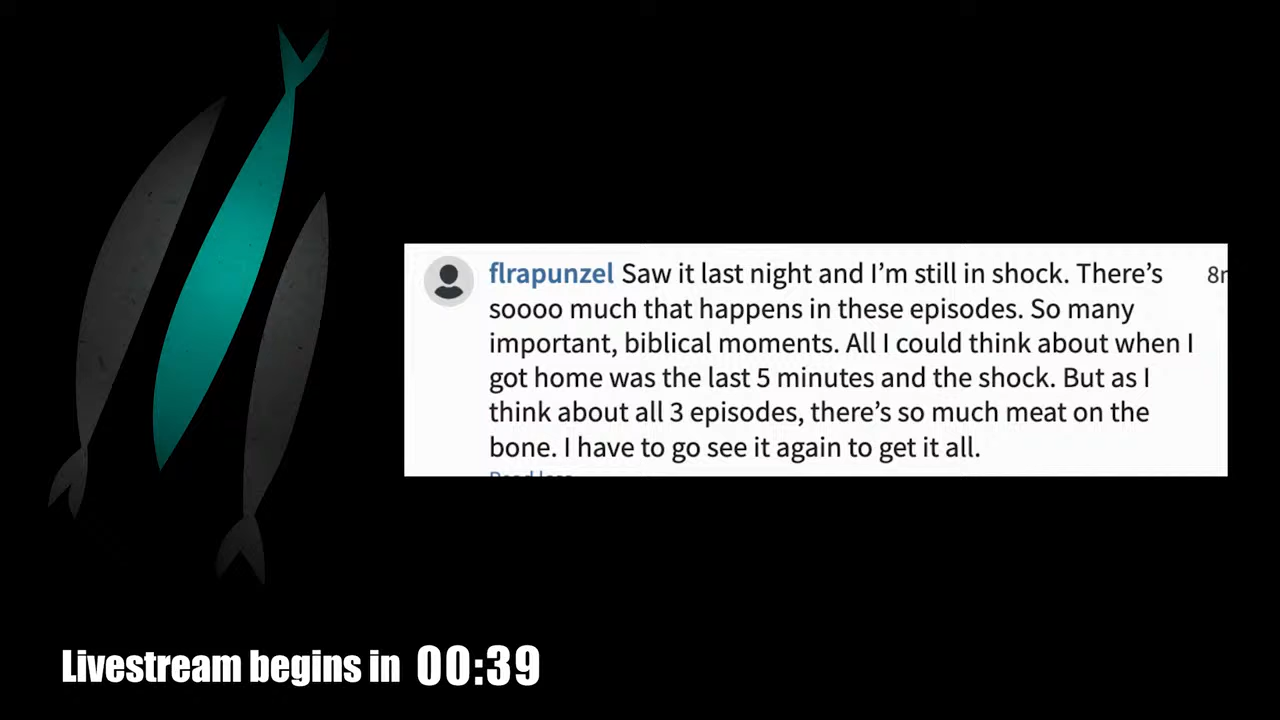 flrapunzel Saw it last night and I’m still in shock. There’s
soooo much that happens in these episodes. So many
important, biblical moments. All I could think about when I
got home was the last 5 minutes and the shock. But as I
think about all 3 episodes, there’s so much meat on the
bone. I have to go see it again to get it all.
Livestream begins in 00:39